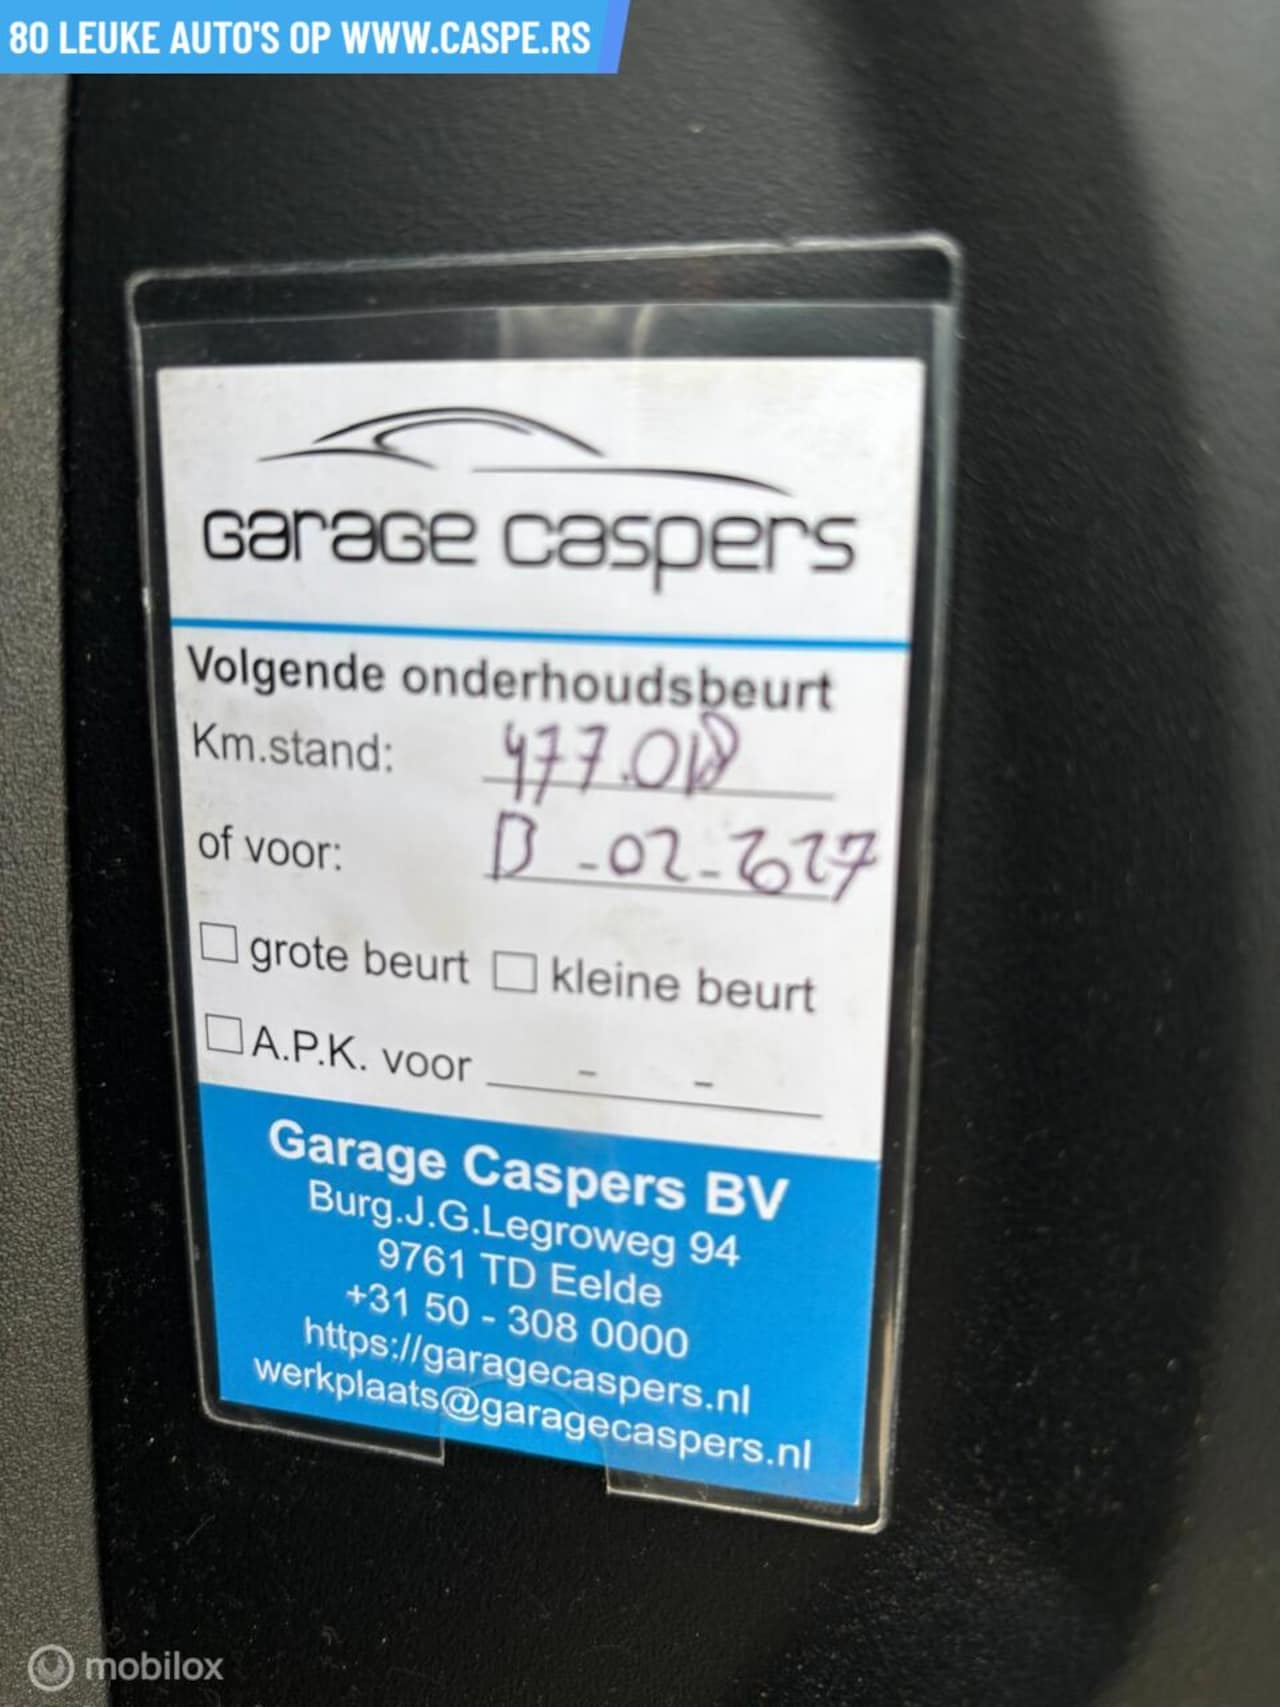 80 LEUKE AUTO'S OP WWW.CASPE.RS
Garage Caspers
Volgende onderhoudsbeurt
Km.stand:
of voor: -02-2027
grote beurt kleine beurt
A.P.K. voor - -
Garage Caspers BV
Burg.J.G.Legroweg 94
9761 TD Eelde
+31 50 - 308 0000
https://garagecaspers.nl
werkplaats@garagecaspers.nl
mobilox